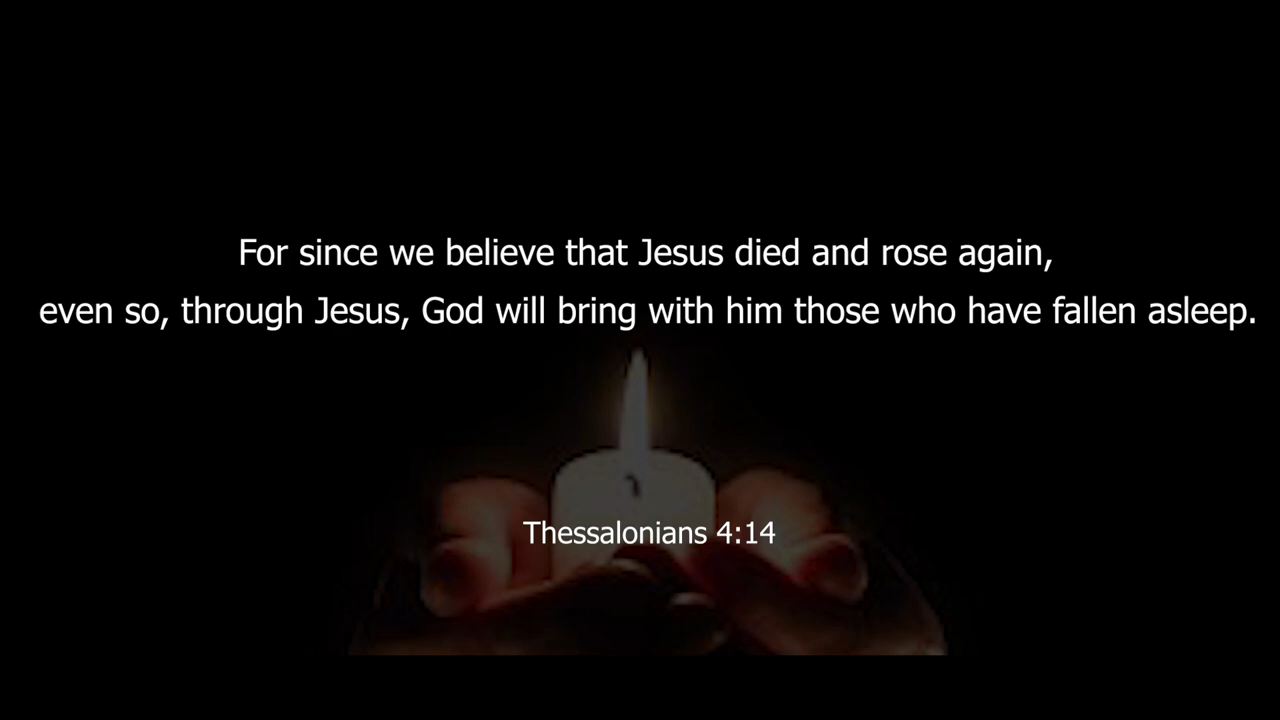 For since we believe that Jesus died and rose again,
even so, through Jesus, God will bring with him those who have fallen asleep.
Thessalonians 4:14